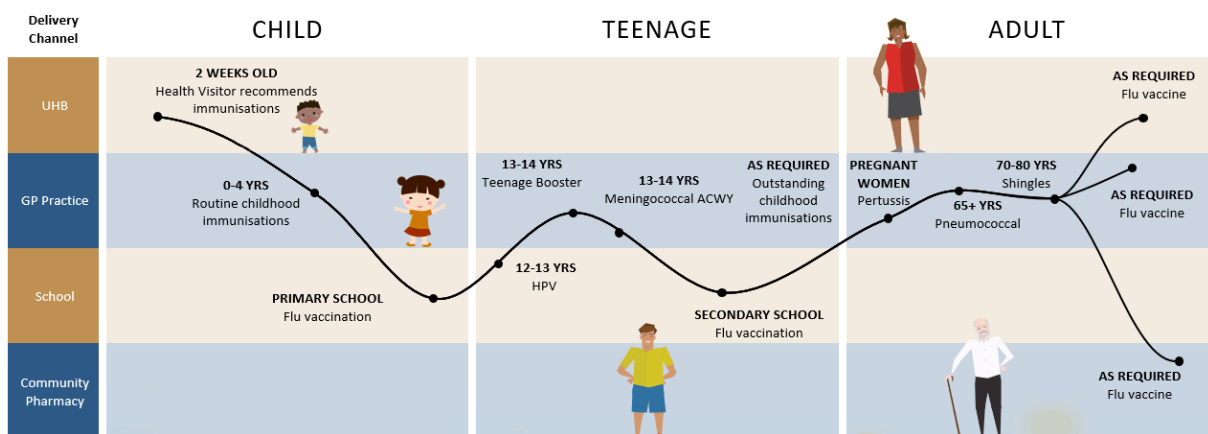 Delivery
Channel
CHILD
TEENAGE
ADULT
UHB
2 WEEKS OLD
Health Visitor recommends
immunisations
AS REQUIRED
Flu vaccine
GP Practice
0-4 YRS
Routine childhood
immunisations
13-14 YRS
Teenage Booster
13-14 YRS
Meningococcal ACWY
AS REQUIRED
Outstanding
childhood
immunisations
PREGNANT
WOMEN
Pertussis
65+ YRS
Pneumococcal
70-80 YRS
Shingles
AS REQUIRED
Flu vaccine
School
PRIMARY SCHOOL
Flu vaccination
12-13 YRS
HPV
SECONDARY SCHOOL
Flu vaccination
Community
Pharmacy
AS REQUIRED
Flu vaccine